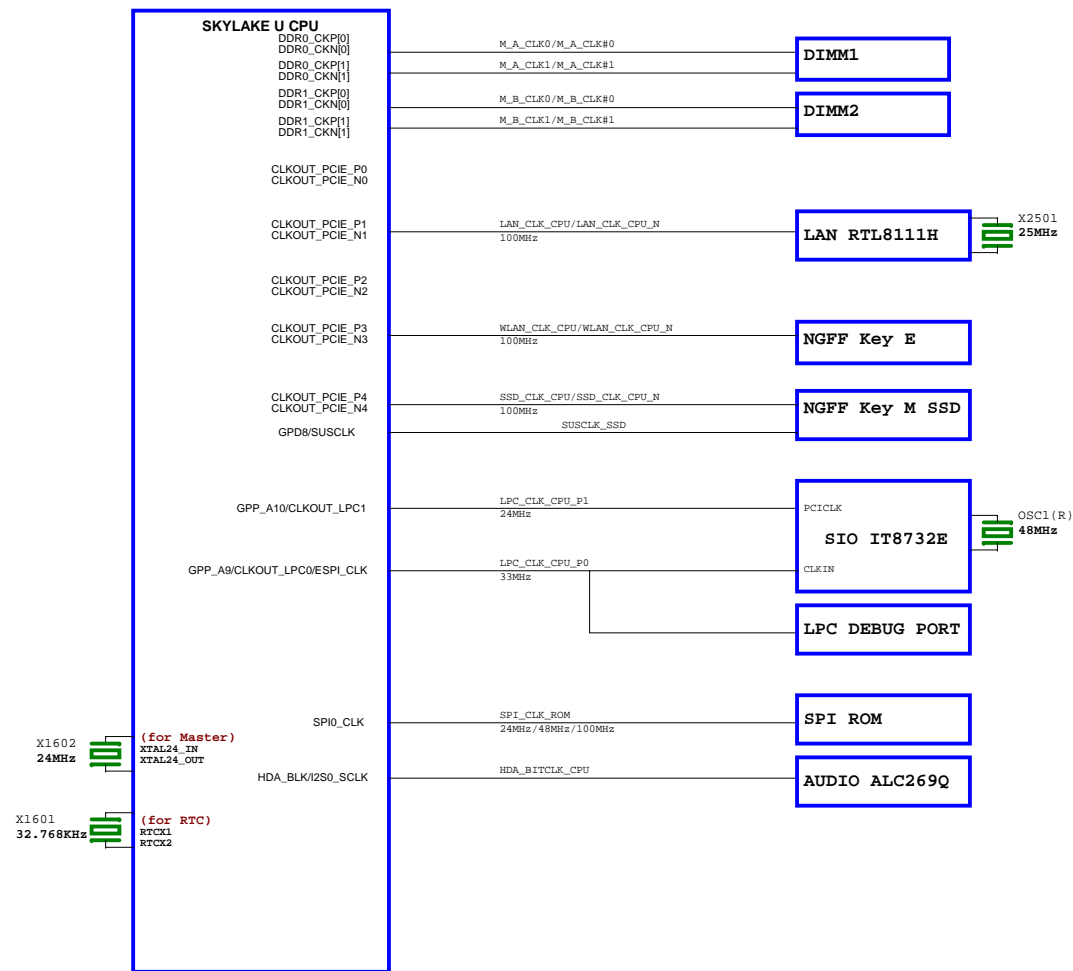 SKYLAKE U CPU
DDR0_CKP[0]
DDR0_CKN[0]
M_A_CLK0/M_A_CLK#0
DIMM1
DDR0_CKP[1]
DDR0_CKN[1]
M_A_CLK1/M_A_CLK#1
DDR1_CKP[0]
DDR1_CKN[0]
M_B_CLK0/M_B_CLK#0
DIMM2
DDR1_CKP[1]
DDR1_CKN[1]
M_B_CLK1/M_B_CLK#1
CLKOUT_PCIE_P0
CLKOUT_PCIE_N0
CLKOUT_PCIE_P1
CLKOUT_PCIE_N1
LAN_CLK_CPU/LAN_CLK_CPU_N
100MHz
LAN RTL8111H
X2501
25MHz
CLKOUT_PCIE_P2
CLKOUT_PCIE_N2
CLKOUT_PCIE_P3
CLKOUT_PCIE_N3
WLAN_CLK_CPU/WLAN_CLK_CPU_N
100MHz
NGFF Key E
CLKOUT_PCIE_P4
CLKOUT_PCIE_N4
SSD_CLK_CPU/SSD_CLK_CPU_N
100MHz
NGFF Key M SSD
GPD8/SUSCLK
SUSCLK_SSD
GPP_A10/CLKOUT_LPC1
LPC_CLK_CPU_P1
24MHz
PCICLK
SIO IT8732E
OSC1(R)
48MHz
GPP_A9/CLKOUT_LPC0/ESPI_CLK
LPC_CLK_CPU_P0
33MHz
CLKIN
LPC DEBUG PORT
SPI0_CLK
SPI_CLK_ROM
24MHz/48MHz/100MHz
SPI ROM
X1602
24MHz
(for Master)
XTAL24_IN
XTAL24_OUT
HDA_BLK/I2S0_SCLK
HDA_BITCLK_CPU
AUDIO ALC269Q
X1601
32.768KHz
(for RTC)
RTCX1
RTCX2